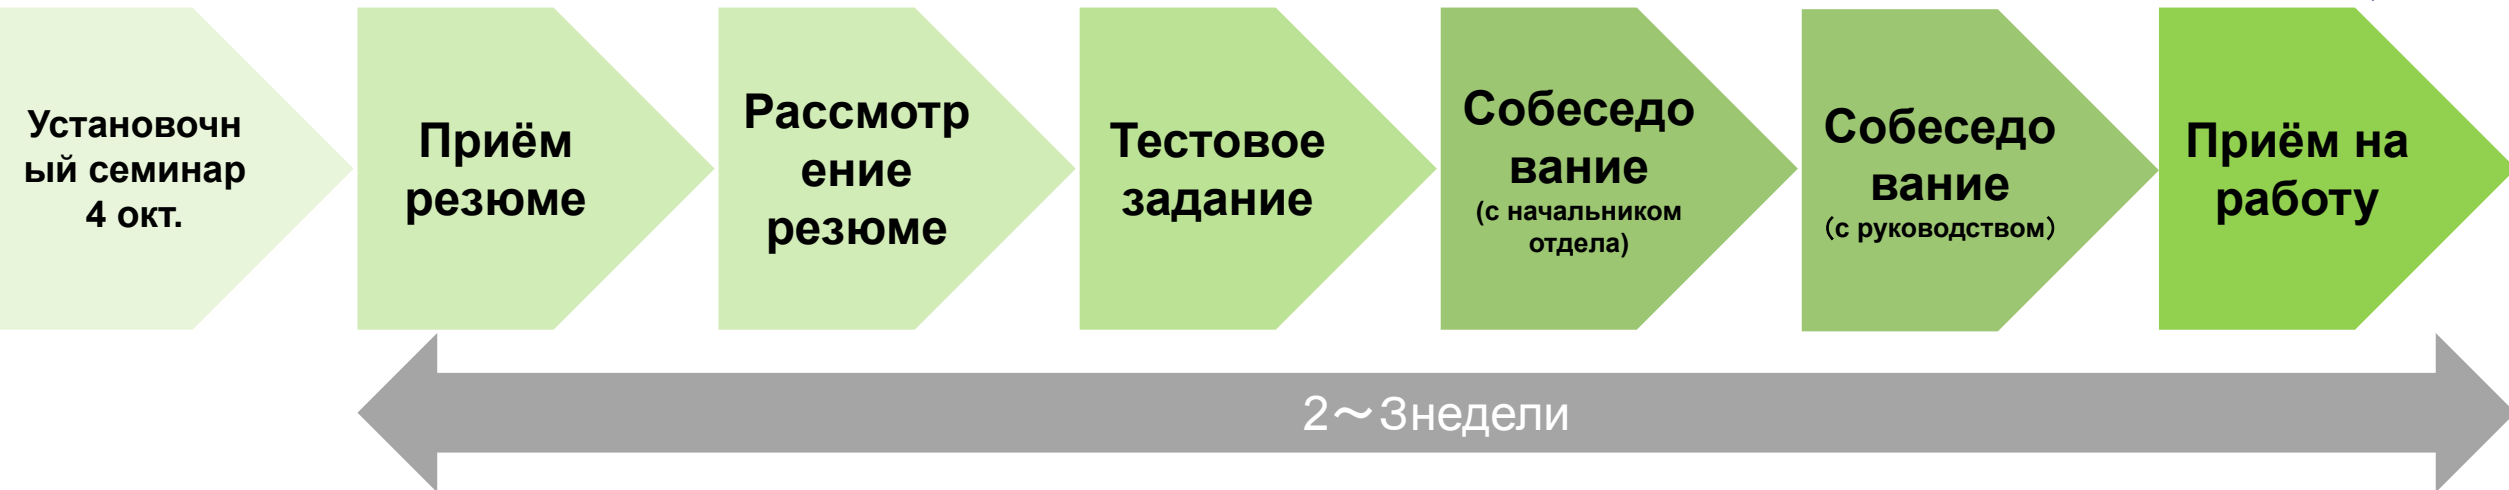 Установочн
ый семинар
4 окт.
Приём
резюме
Рассмотр
ение
резюме
Тестовое
задание
Собеседо
вание
(с начальником
отдела)
Собеседо
вание
（с руководством）
Приём на
работу
2～3недели